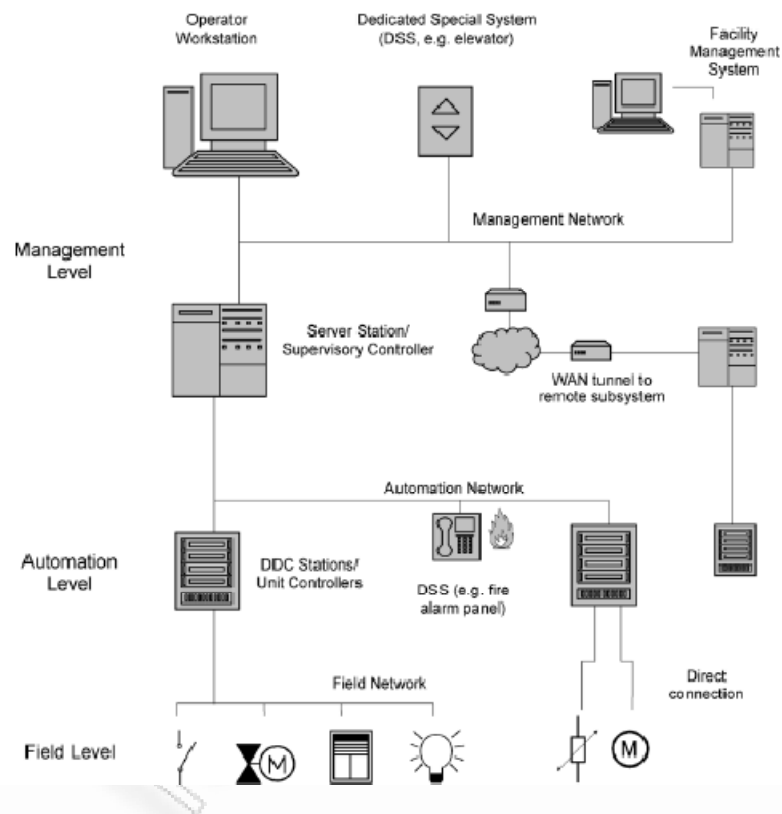 Operator
Workstation
Dedicated Special System
(DSS, e.g. elevator)
Facility
Management
System
Management Network
Management
Level
Server Station/
Supervisory Controller
WAN tunnel to
remote subsystem
Automation Network
Automation
Level
DDC Stations/
Unit Controllers
DSS (e.g. fire
alarm panel)
Field Network
Direct
connection
Field Level
M
M